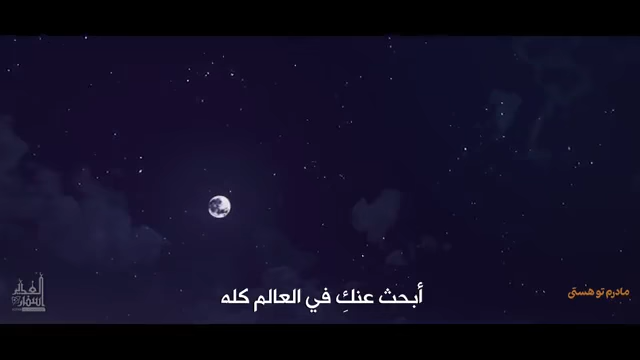 أبحث عنكِ في العالم كله
مادرم تو هستی